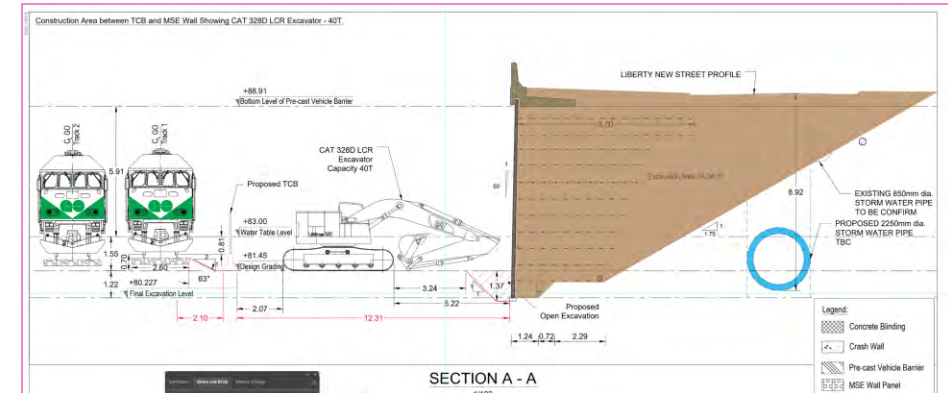 Construction Area between TCB and MSE Wall Showing CAT 328D LCR Excavator - 40T.
LIBERTY NEW STREET PROFILE
+88.91
Bottom Level of Pre-cast Vehicle Barrier
9.00
GO
Track 2
GO
Track 1
5.91
CAT 328D LCR
Excavator
Capacity 40T
Proposed TCB
50
1
8.92
EXISTING 850mm dia.
STORM WATER PIPE
TO BE CONFIRM
PROPOSED 2250mm dia.
STORM WATER PIPE
TBC
+83.00
Water Table Level
0.81
1.75
1
1.55
0.70
2.60
+81.45
Design Grading
1.22
+80.227
Final Excavation Level
63°
3.24
5.22
1.37
2.07
2.10
12.31
Proposed
Open Excavation
1.24
0.72
2.29
Legend:
Concrete Blinding
Crash Wall
Pre-cast Vehicle Barrier
MSE Wall Panel
SECTION A - A